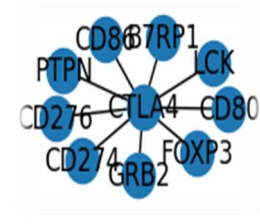 CD86
B7RP1
PTPN
LCK
CD276
CTLA4
CD80
CD274
GRB2
FOXP3